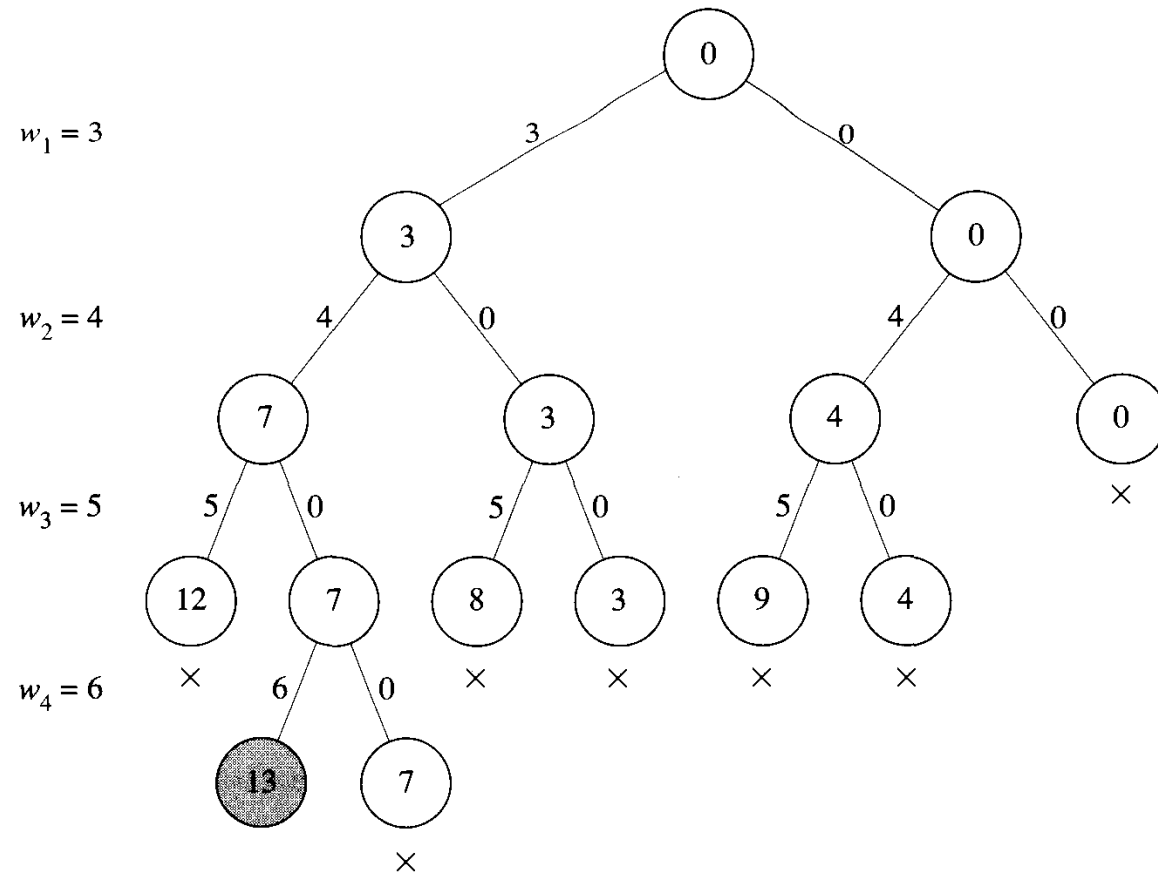 0
w1 = 3 3 0
3 0
w2 = 4 4 0 4 0
7 3 4 0
×
w3 = 5 5 0 5 0 5 0
12 7 8 3 9 4
× × × × ×
w4 = 6 6 0
13 7
×